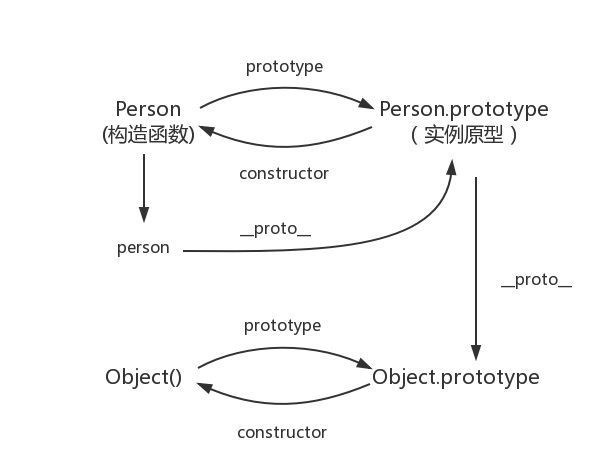 prototype
Person
Person.prototype
(构造函数)
（实例原型）
constructor
__proto__
person
__proto__
prototype
Object()
Object.prototype
constructor